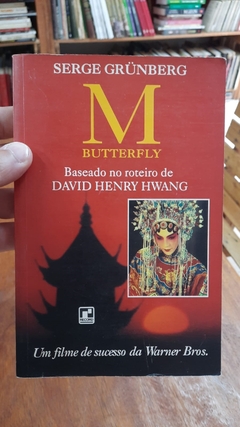 SERGE GRÜNBERG
M
BUTTERFLY
Baseado no roteiro de
DAVID HENRY HWANG
Um filme de sucesso da Warner Bros.